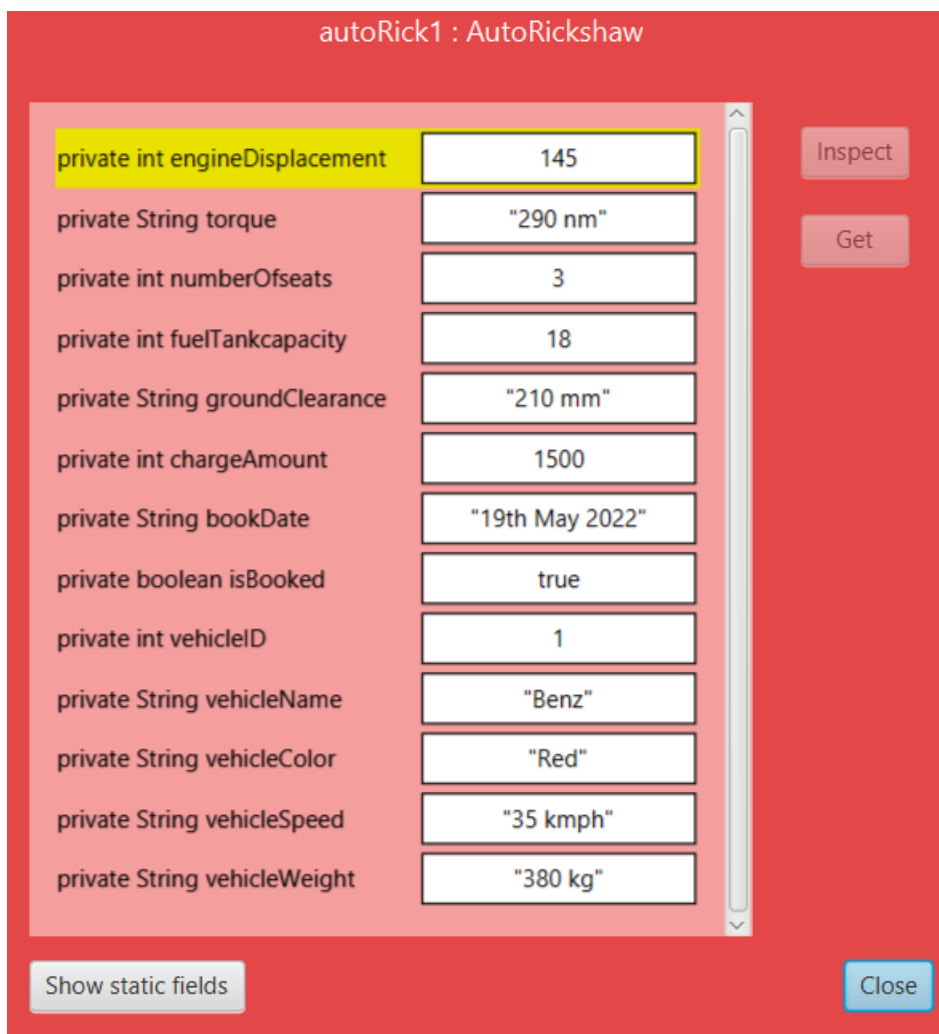 autoRick1 : AutoRickshaw
private int engineDisplacement 145
private String torque "290 nm"
private int numberOfseats 3
private int fuelTankcapacity 18
private String groundClearance "210 mm"
private int chargeAmount 1500
private String bookDate "19th May 2022"
private boolean isBooked true
private int vehicleID 1
private String vehicleName "Benz"
private String vehicleColor "Red"
private String vehicleSpeed "35 kmph"
private String vehicleWeight "380 kg"
Inspect
Get
Show static fields
Close